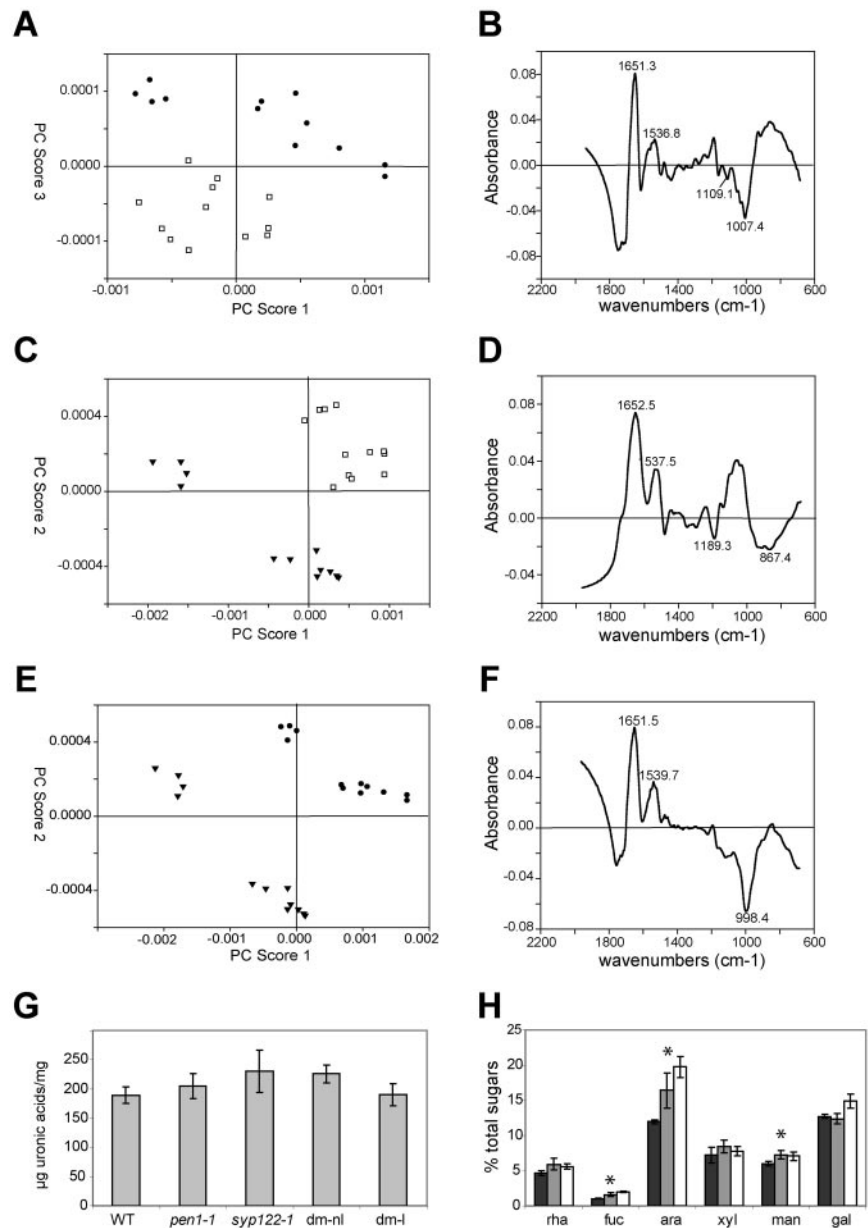 A
0.0001
0.0000
-0.0001
-0.001
0.000
0.001
PC Score 3
PC Score 1
B
0.08
0.04
0.00
-0.04
-0.08
1651.3
1536.8
1109.1
1007.4
2200
1800
1400
1000
600
Absorbance
wavenumbers (cm-1)
C
0.0004
0.0000
-0.0004
-0.002
-0.001
0.000
0.001
PC Score 2
PC Score 1
D
0.08
0.04
0.00
-0.04
1652.5
537.5
1189.3
867.4
2200
1800
1400
1000
600
Absorbance
wavenumbers (cm-1)
E
0.0004
0.0000
-0.0004
-0.002
0.000
0.001
0.002
PC Score 2
PC Score 1
F
0.08
0.04
0.00
-0.04
-0.08
1651.5
1539.7
998.4
2200
1800
1400
1000
600
Absorbance
wavenumbers (cm-1)
G
250
200
150
100
50
0
µg uronic acids/mg
WT
pen1-1
syp122-1
dm-nl
dm-l
H
25
20
15
10
5
0
% total sugars
*
*
*
rha
fuc
ara
xyl
man
gal